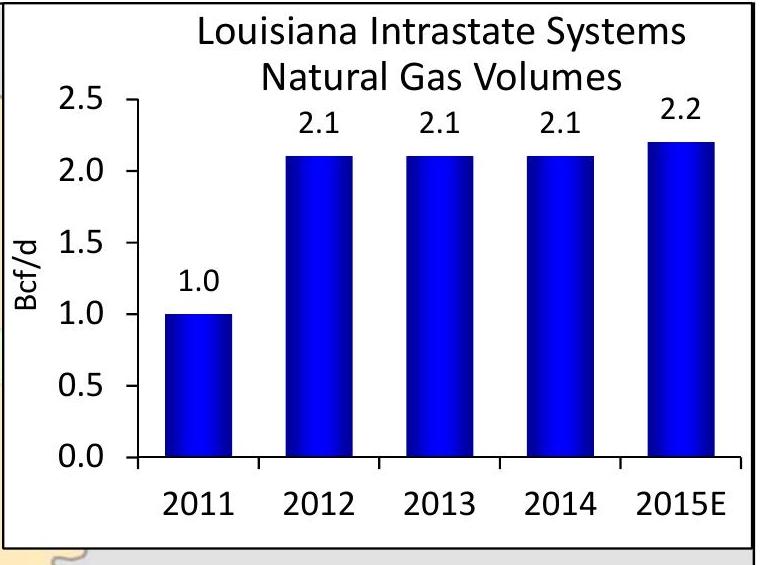 Louisiana Intrastate Systems
Natural Gas Volumes
2.5
2.0
1.5
1.0
0.5
0.0
Bcf/d
1.0
2.1
2.1
2.1
2.2
2011 2012 2013 2014 2015E